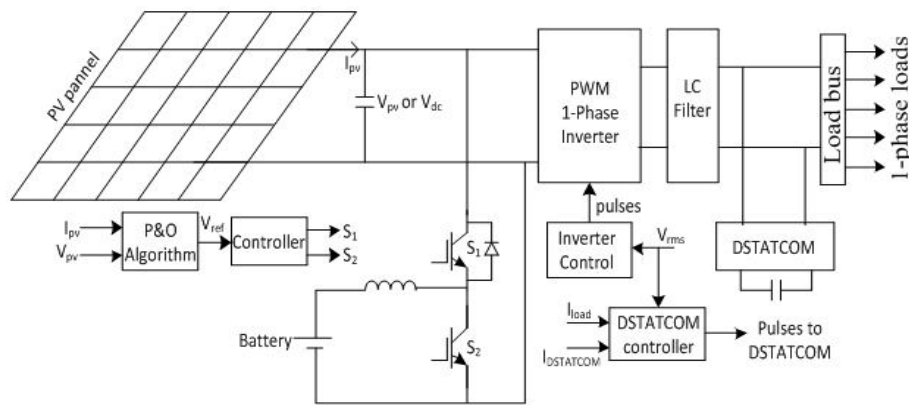 PV pannel
I_pv
V_pv or V_dc
PWM
1-Phase
Inverter
LC
Filter
Load bus
1-phase loads
I_pv
V_pv
P&O
Algorithm
V_ref
Controller
S_1
S_2
S_1
S_2
Battery
pulses
Inverter
Control
V_rms
DSTATCOM
I_load
I_DSTATCOM
DSTATCOM
controller
Pulses to
DSTATCOM